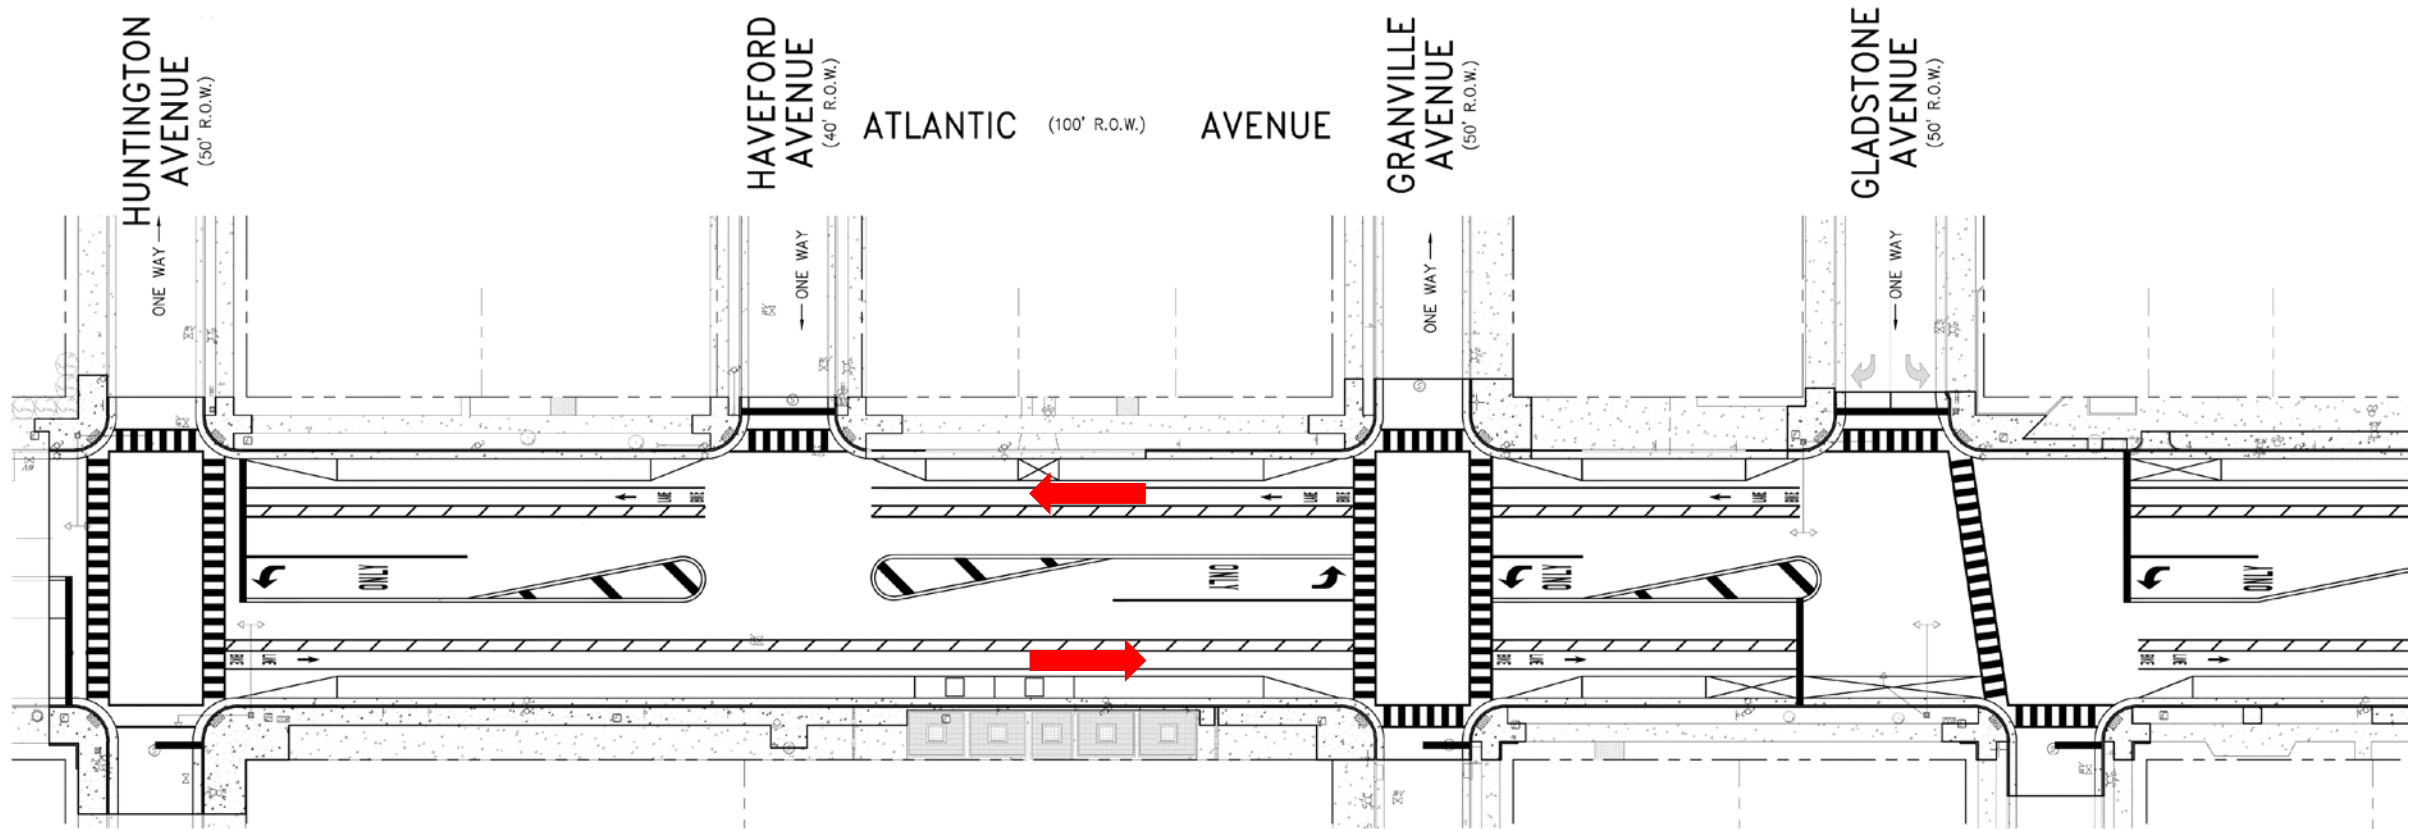 HUNTINGTON
AVENUE
(50' R.O.W.)
HAVEFORD
AVENUE
(40' R.O.W.)
ATLANTIC (100' R.O.W.) AVENUE
GRANVILLE
AVENUE
(50' R.O.W.)
GLADSTONE
AVENUE
(50' R.O.W.)
ONE WAY
ONE WAY
ONE WAY
ONE WAY
LANE BIKE
LANE BIKE
LANE BIKE
ONLY
ONLY
ONLY
ONLY
BIKE LANE
BIKE LANE
BIKE LANE